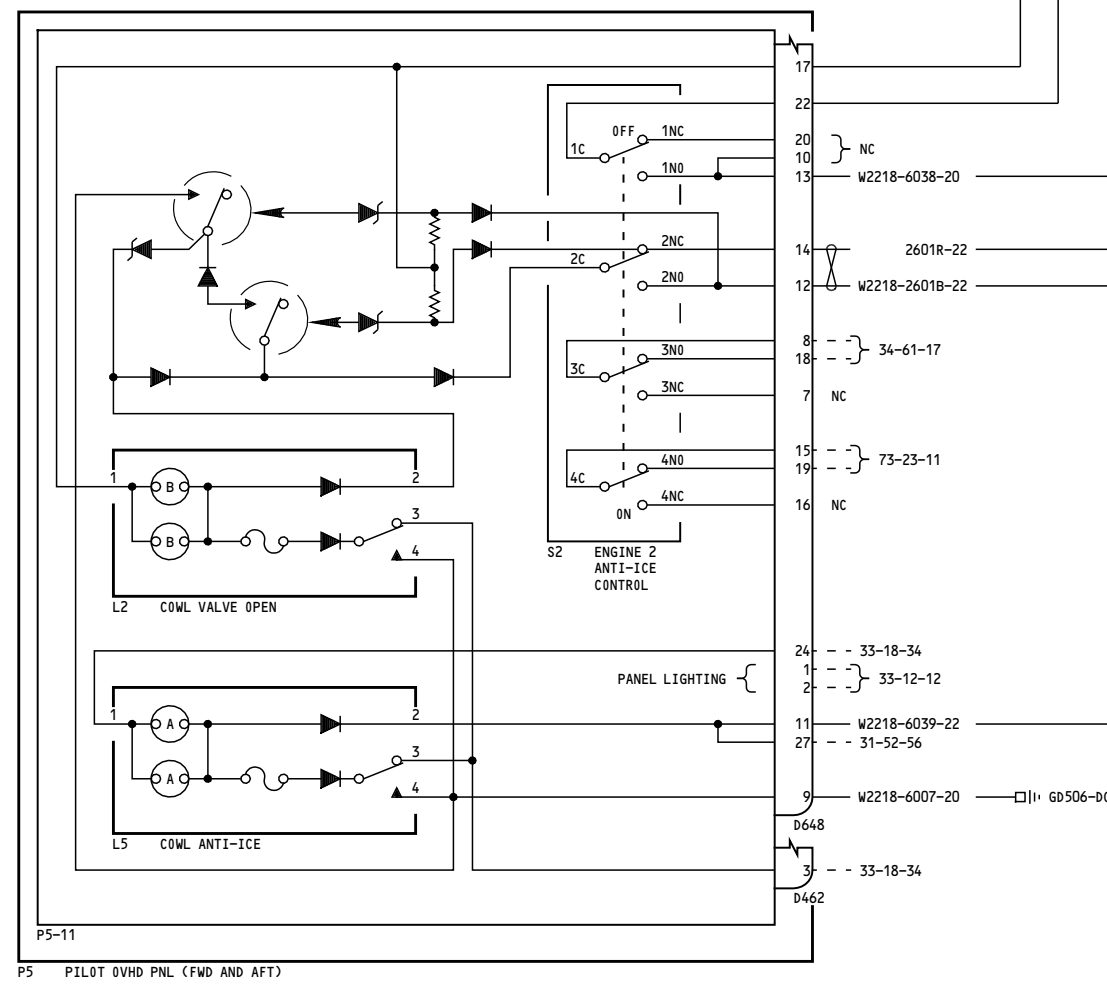 17
22
OFF
1NC
20
1C
10
NC
1NO
13
W2218-6038-20
2NC
14
2601R-22
2C
2NO
12
W2218-2601B-22
8
3NO
18
34-61-17
3C
3NC
7
NC
15
4NO
19
73-23-11
1
2
B
4C
4NC
16
NC
3
ON
B
4
S2
ENGINE 2
ANTI-ICE
CONTROL
L2
COWL VALVE OPEN
24
33-18-34
1
PANEL LIGHTING
33-12-12
2
1
2
A
11
W2218-6039-22
27
31-52-56
3
A
4
9
W2218-6007-20
GD506-DC
D648
L5
COWL ANTI-ICE
3
33-18-34
D462
P5-11
P5
PILOT OVHD PNL (FWD AND AFT)